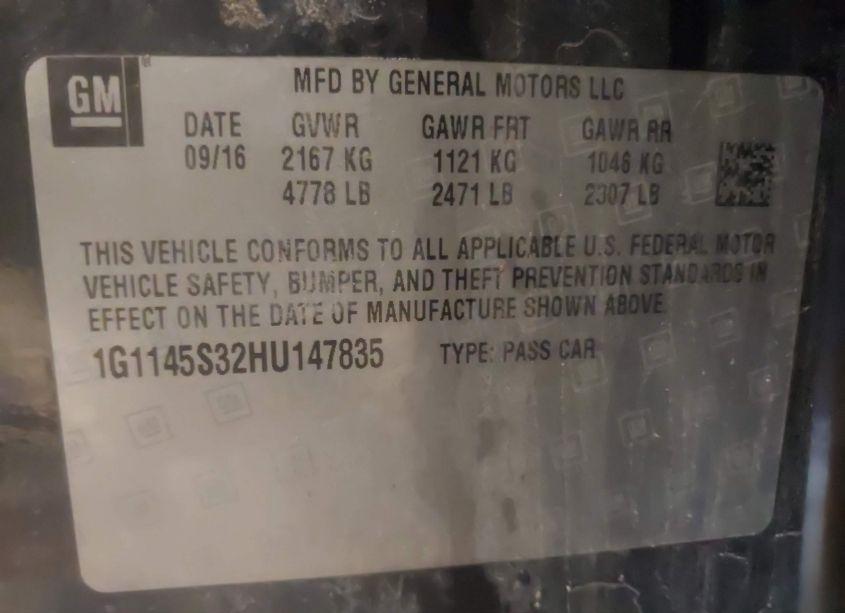 GM
MFD BY GENERAL MOTORS LLC
DATE GVWR GAWR FRT GAWR RR
09/16 2167 KG 1121 KG 1046 KG
4778 LB 2471 LB 2307 LB
THIS VEHICLE CONFORMS TO ALL APPLICABLE U.S. FEDERAL MOTOR
VEHICLE SAFETY, BUMPER, AND THEFT PREVENTION STANDARDS IN
EFFECT ON THE DATE OF MANUFACTURE SHOWN ABOVE.
1G1145S32HU147835 TYPE: PASS CAR